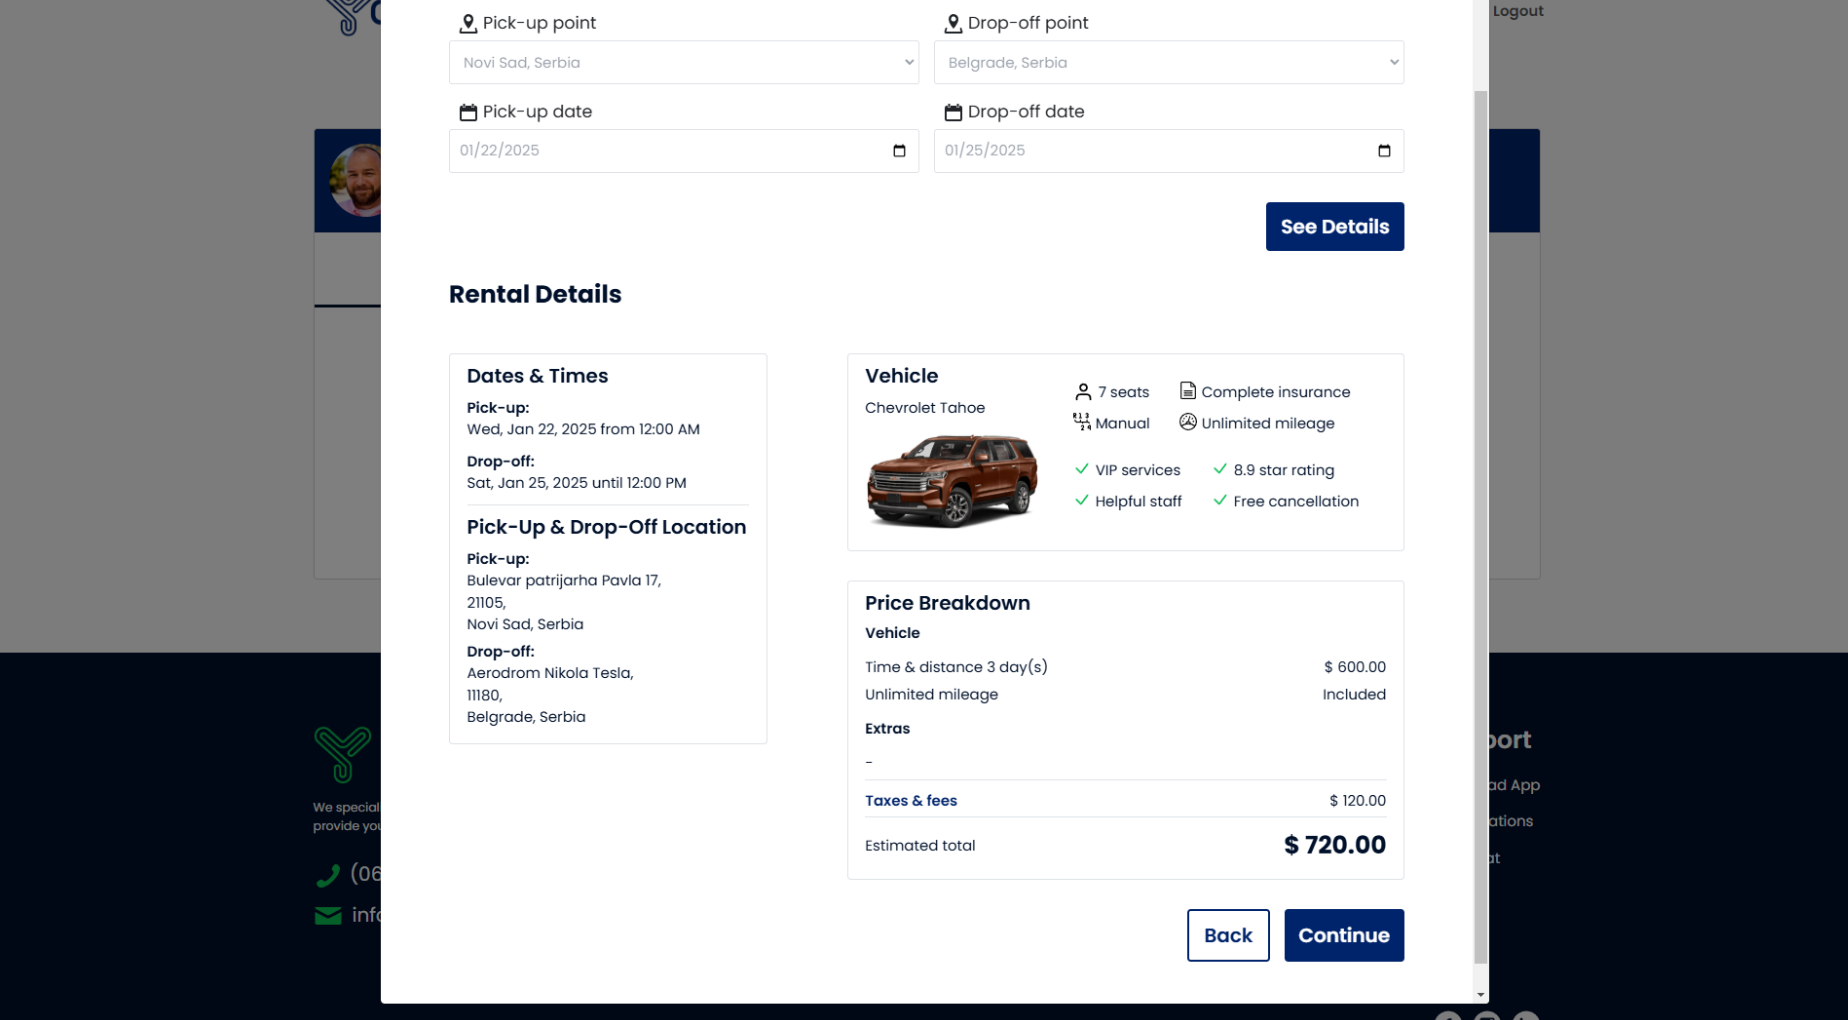 Logout
Pick-up point
Drop-off point
Novi Sad, Serbia
Belgrade, Serbia
Pick-up date
Drop-off date
01/22/2025
01/25/2025
See Details
Rental Details
Dates & Times
Pick-up:
Wed, Jan 22, 2025 from 12:00 AM
Drop-off:
Sat, Jan 25, 2025 until 12:00 PM
Pick-Up & Drop-Off Location
Pick-up:
Bulevar patrijarha Pavla 17,
21105,
Novi Sad, Serbia
Drop-off:
Aerodrom Nikola Tesla,
11180,
Belgrade, Serbia
Vehicle
Chevrolet Tahoe
7 seats
Complete insurance
Manual
Unlimited mileage
VIP services
8.9 star rating
Helpful staff
Free cancellation
Price Breakdown
Vehicle
Time & distance 3 day(s) $ 600.00
Unlimited mileage Included
Extras
-
Taxes & fees $ 120.00
Estimated total $ 720.00
Back
Continue
We special
provide you
(06
info
port
ad App
ations
at